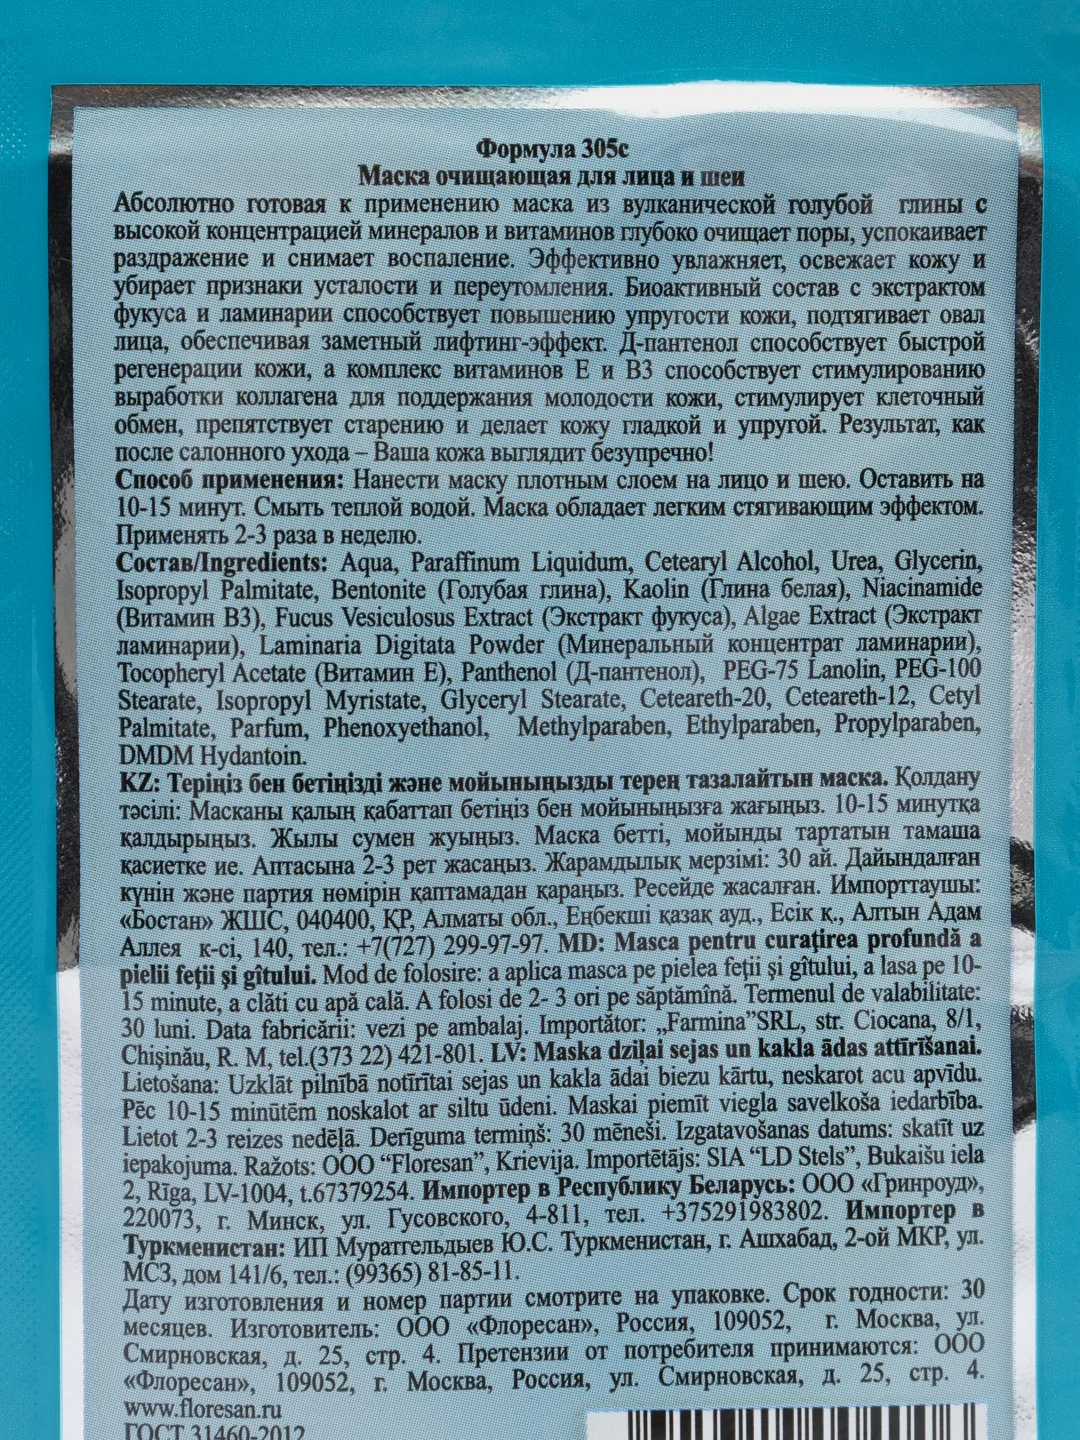 Формула 305с
Маска очищающая для лица и шеи
Абсолютно готовая к применению маска из вулканической голубой глины с
высокой концентрацией минералов и витаминов глубоко очищает поры, успокаивает
раздражение и снимает воспаление. Эффективно увлажняет, освежает кожу и
убирает признаки усталости и переутомления. Биоактивный состав с экстрактом
фукуса и ламинарии способствует повышению упругости кожи, подтягивает овал
лица, обеспечивая заметный лифтинг-эффект. Д-пантенол способствует быстрой
регенерации кожи, а комплекс витаминов Е и В3 способствует стимулированию
выработки коллагена для поддержания молодости кожи, стимулирует клеточный
обмен, препятствует старению и делает кожу гладкой и упругой. Результат, как
после салонного ухода – Ваша кожа выглядит безупречно!
Способ применения: Нанести маску плотным слоем на лицо и шею. Оставить на
10-15 минут. Смыть теплой водой. Маска обладает легким стягивающим эффектом.
Применять 2-3 раза в неделю.
Состав/Ingredients: Aqua, Paraffinum Liquidum, Cetearyl Alcohol, Urea, Glycerin,
Isopropyl Palmitate, Bentonite (Голубая глина), Kaolin (Глина белая), Niacinamide
(Витамин В3), Fucus Vesiculosus Extract (Экстракт фукуса), Algae Extract (Экстракт
ламинарии), Laminaria Digitata Powder (Минеральный концентрат ламинарии),
Tocopheryl Acetate (Витамин Е), Panthenol (Д-пантенол), PEG-75 Lanolin, PEG-100
Stearate, Isopropyl Myristate, Glyceryl Stearate, Ceteareth-20, Ceteareth-12, Cetyl
Palmitate, Parfum, Phenoxyethanol, Methylparaben, Ethylparaben, Propylparaben,
DMDM Hydantoin.
KZ: Теріңіз бен бетіңізді және мойыныңызды терең тазалайтын маска. Қолдану
тәсілі: Масканы қалың қабаттап бетіңіз бен мойыныңызға жағыңыз. 10-15 минутқа
қалдырыңыз. Жылы сумен жуыңыз. Маска бетті, мойынды тартатын тамаша
қасиетке ие. Аптасына 2-3 рет жасаңыз. Жарамдылық мерзімі: 30 ай. Дайындалған
күнін және партия нөмірін қаптамадан қараңыз. Ресейде жасалған. Импорттаушы:
«Бостан» ЖШС, 040400, ҚР, Алматы обл., Еңбекші қазақ ауд., Есік қ., Алтын Адам
Аллея к-сі, 140, тел.: +7(727) 299-97-97. MD: Masca pentru curaţirea profundă a
pielii feţii şi gîtului. Mod de folosire: a aplica masca pe pielea feţii şi gîtului, a lasa pe 10-
15 minute, a clăti cu apă cală. A folosi de 2- 3 ori pe săptămînă. Termenul de valabilitate:
30 luni. Data fabricării: vezi pe ambalaj. Importător: „Farmina”SRL, str. Ciocana, 8/1,
Chişinău, R. M, tel.(373 22) 421-801. LV: Maska dziļai sejas un kakla ādas attīrīšanai.
Lietošana: Uzklāt pilnībā notīrītai sejas un kakla ādai biezu kārtu, neskarot acu apvīdu.
Pēc 10-15 minūtēm noskalot ar siltu ūdeni. Maskai piemīt viegla savelkoša iedarbība.
Lietot 2-3 reizes nedēļā. Derīguma termiņš: 30 mēneši. Izgatavošanas datums: skatīt uz
iepakojuma. Ražots: OOO “Floresan”, Krievija. Importētājs: SIA “LD Stels”, Bukaišu iela
2, Rīga, LV-1004, t.67379254. Импортер в Республику Беларусь: ООО «Гринроуд»,
220073, г. Минск, ул. Гусовского, 4-811, тел. +375291983802. Импортер в
Туркменистан: ИП Муратгельдыев Ю.С. Туркменистан, г. Ашхабад, 2-ой МКР, ул.
МСЗ, дом 141/6, тел.: (99365) 81-85-11.
Дату изготовления и номер партии смотрите на упаковке. Срок годности: 30
месяцев. Изготовитель: ООО «Флоресан», Россия, 109052, г. Москва, ул.
Смирновская, д. 25, стр. 4. Претензии от потребителя принимаются: ООО
«Флоресан», 109052, г. Москва, Россия, ул. Смирновская, д. 25, стр. 4.
www.floresan.ru
ГОСТ 31460-2012